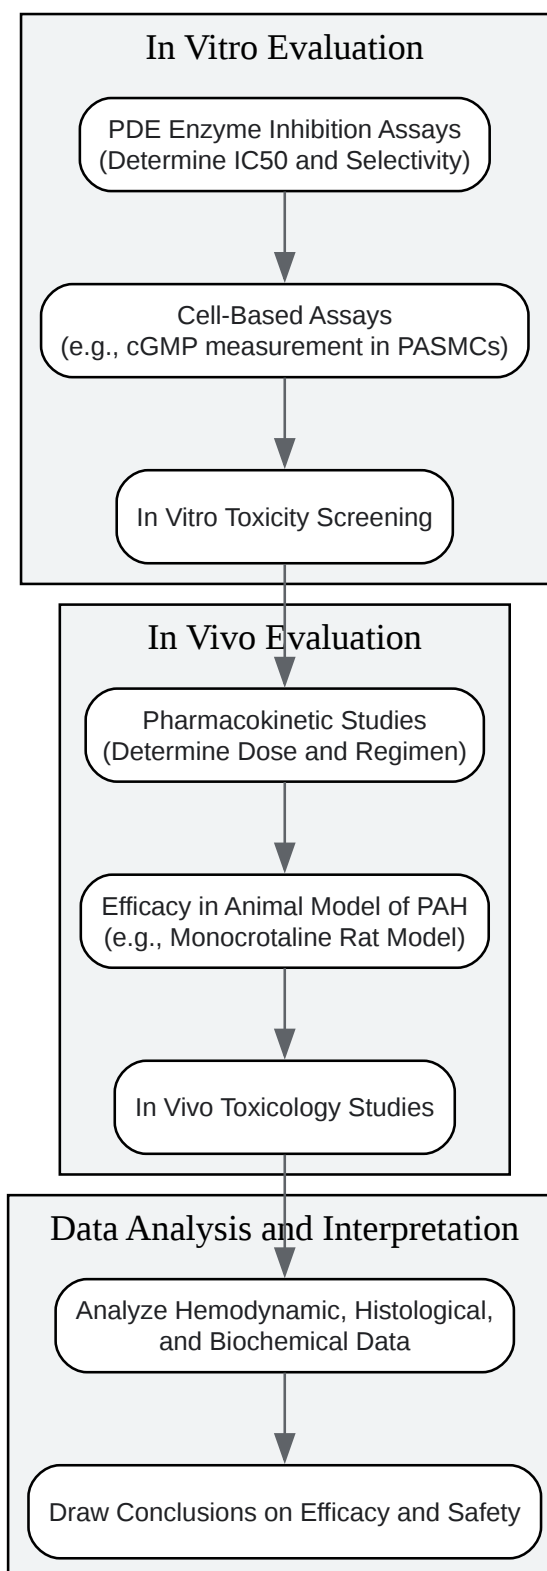 In Vitro Evaluation
PDE Enzyme Inhibition Assays
(Determine IC50 and Selectivity)
Cell-Based Assays
(e.g., cGMP measurement in PASMCs)
In Vitro Toxicity Screening
In Vivo Evaluation
Pharmacokinetic Studies
(Determine Dose and Regimen)
Efficacy in Animal Model of PAH
(e.g., Monocrotaline Rat Model)
In Vivo Toxicology Studies
Data Analysis and Interpretation
Analyze Hemodynamic, Histological,
and Biochemical Data
Draw Conclusions on Efficacy and Safety